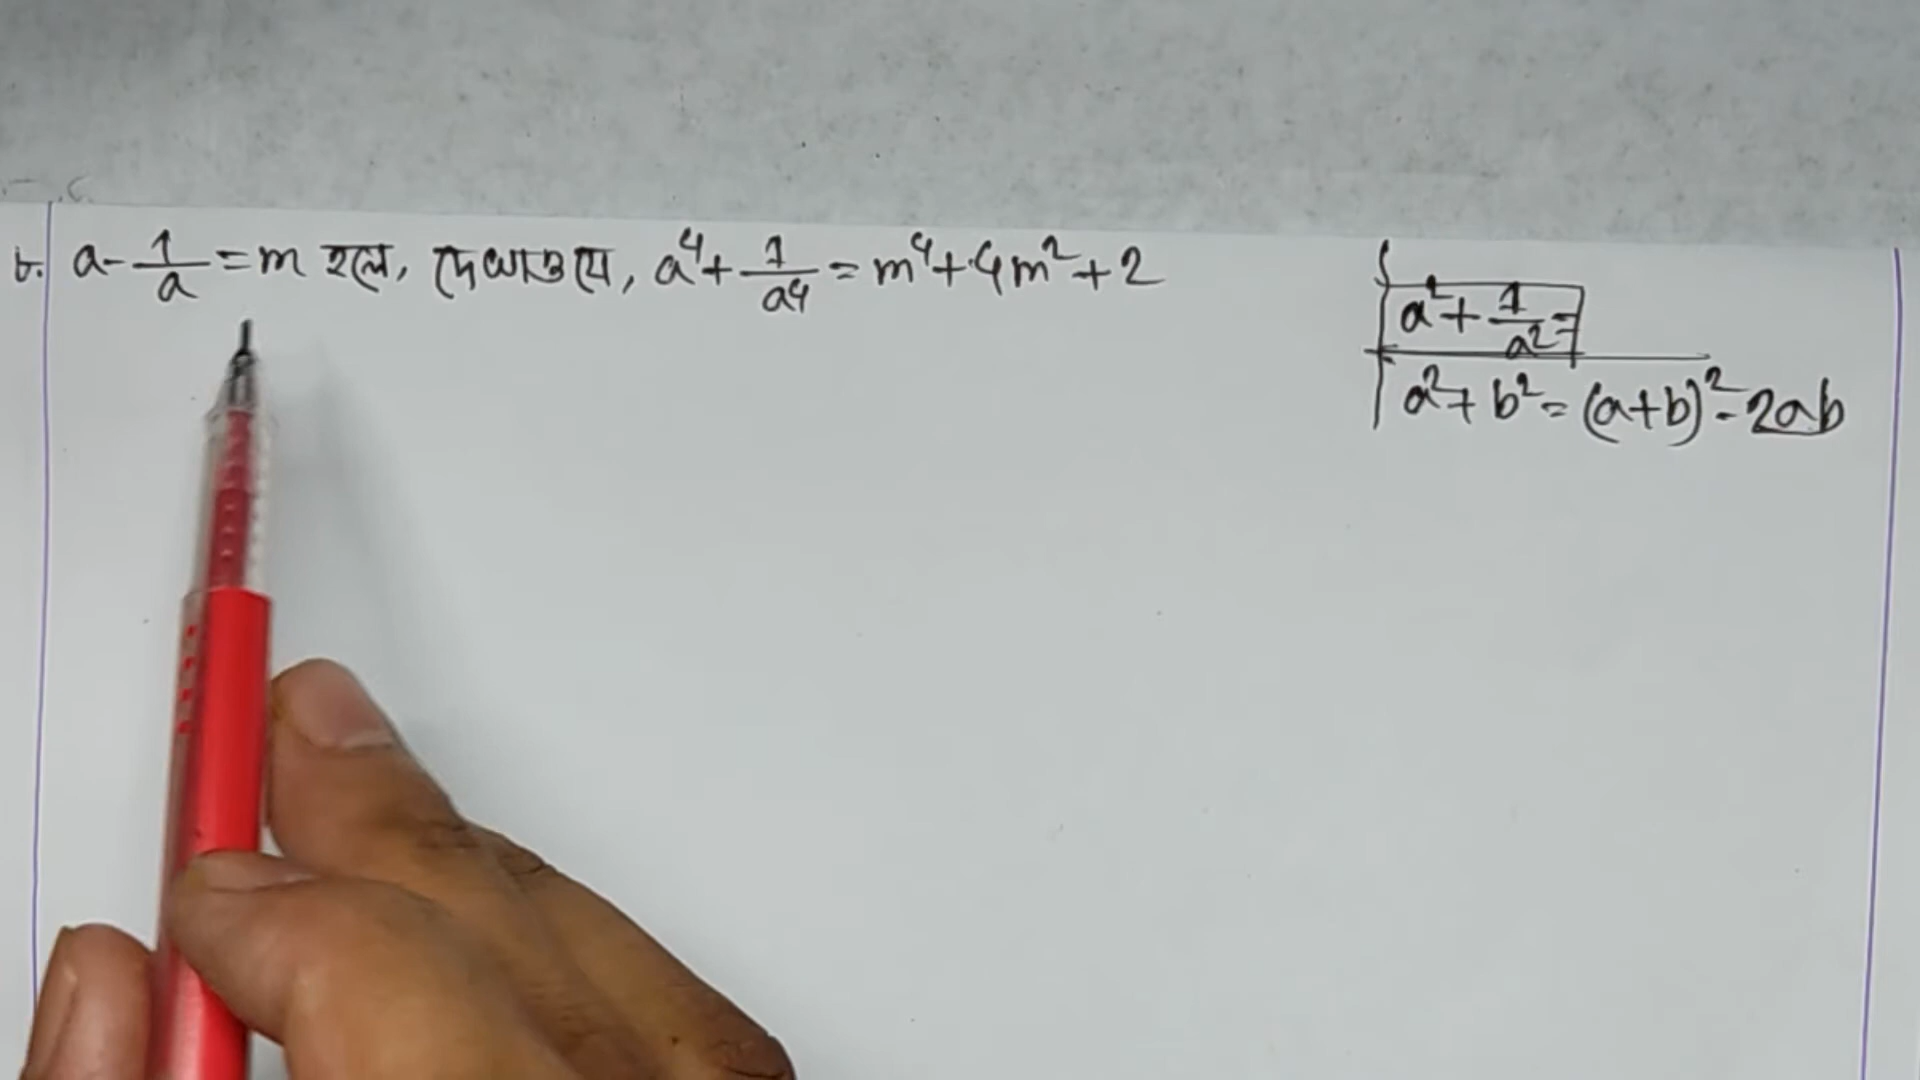 ৮. a - 1/a = m হলে, দেখাও যে, a⁴ + 1/a⁴ = m⁴ + 4m² + 2
a² + 1/a² =
a² + b² = (a+b)² - 2ab